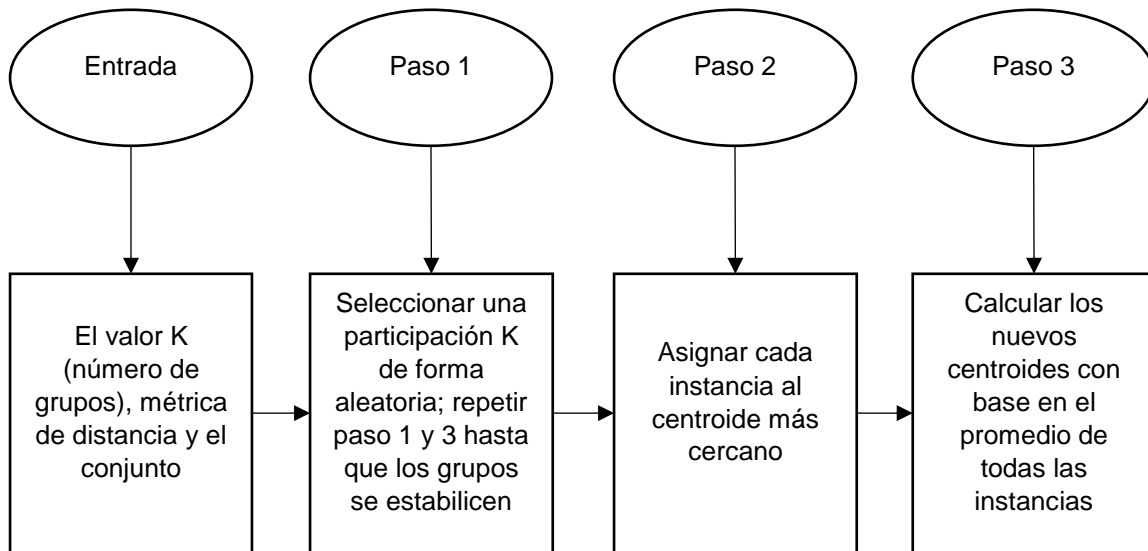 Entrada
Paso 1
Paso 2
Paso 3
El valor K
(número de
grupos), métrica
de distancia y el
conjunto
Seleccionar una
participación K
de forma
aleatoria; repetir
paso 1 y 3 hasta
que los grupos
se estabilicen
Asignar cada
instancia al
centroide más
cercano
Calcular los
nuevos
centroides con
base en el
promedio de
todas las
instancias